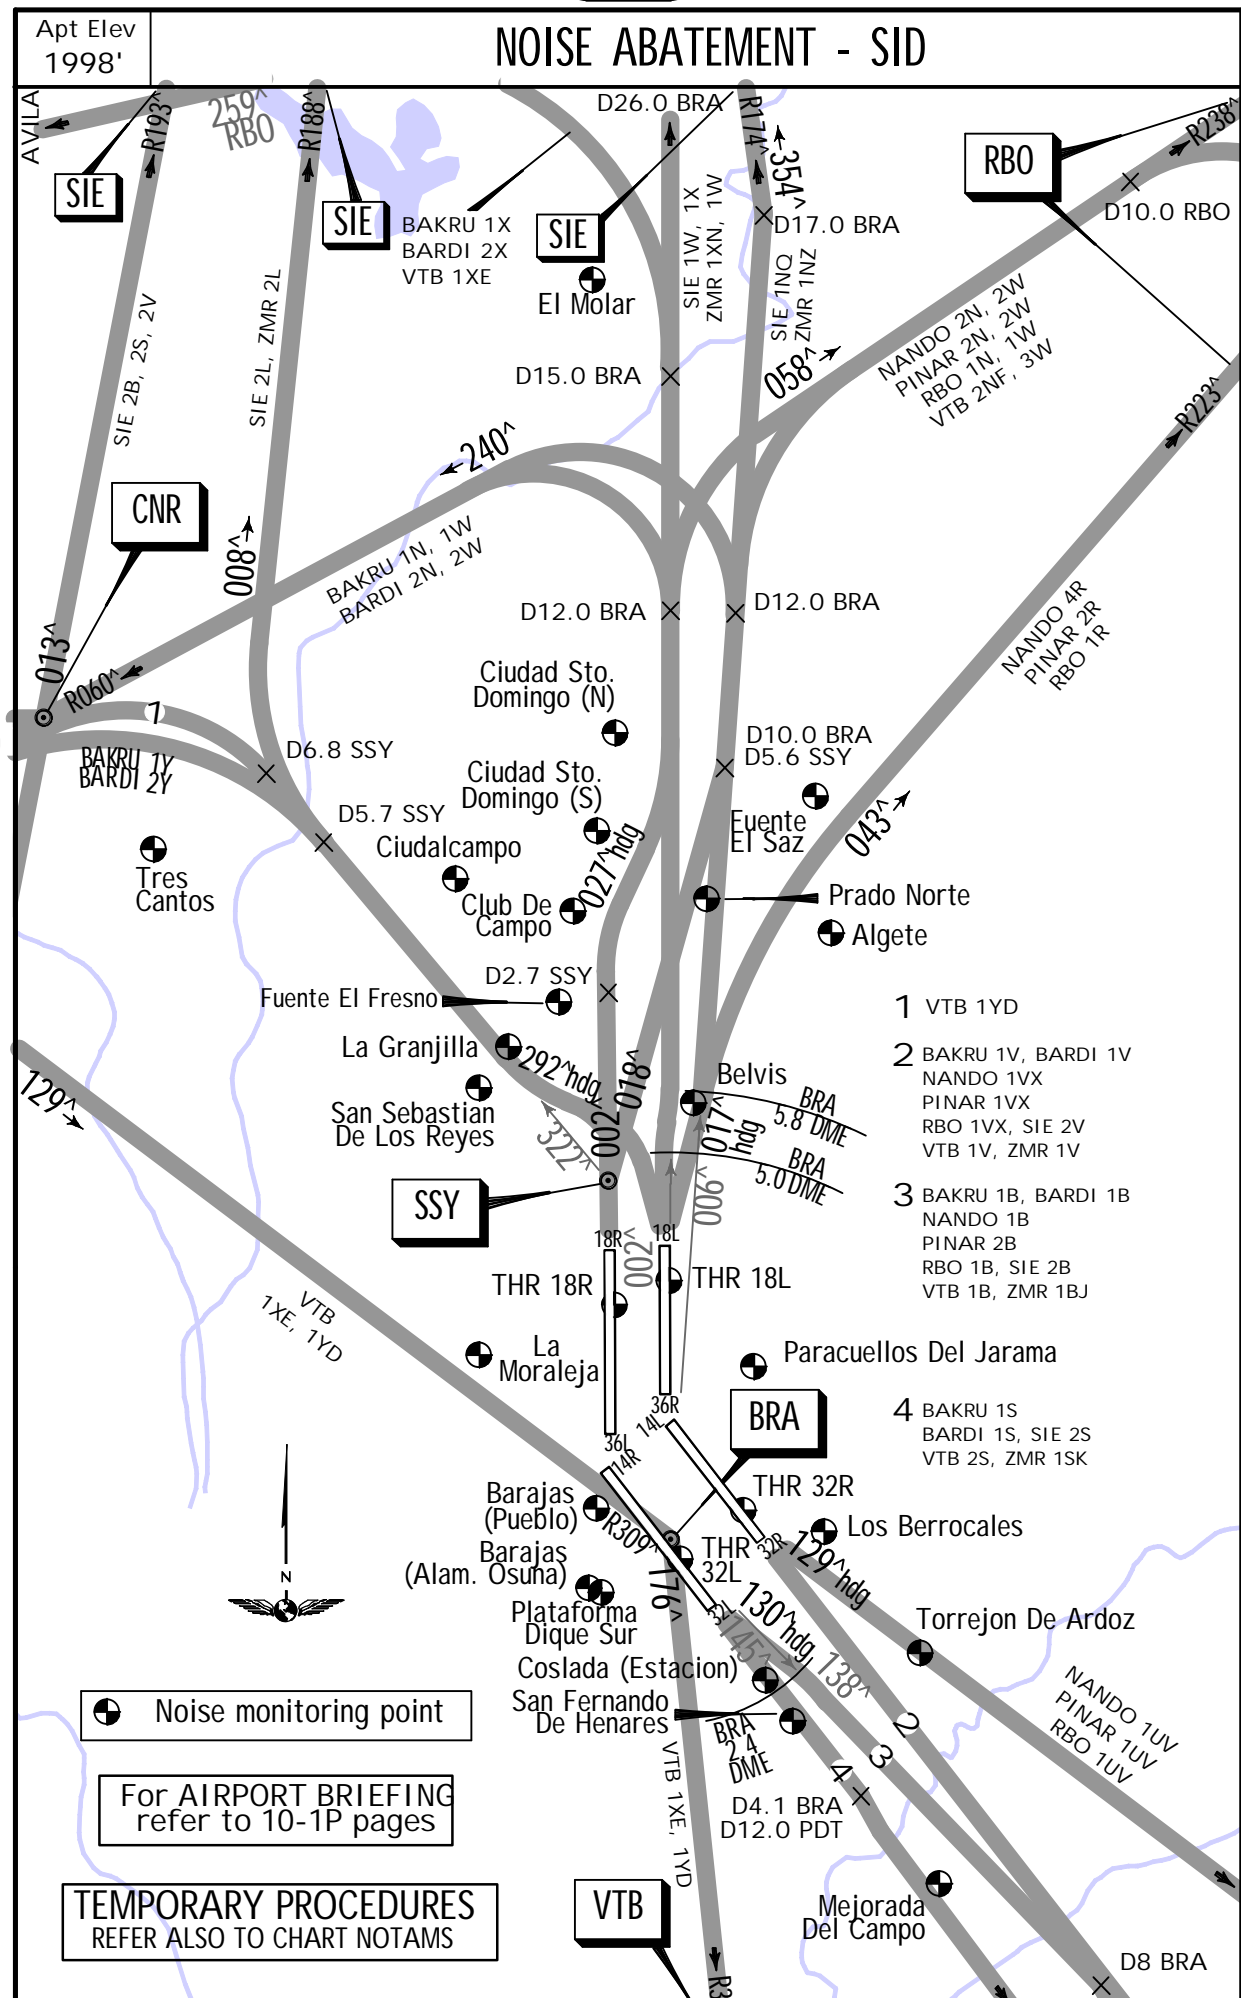 Apt Elev
1998'
NOISE ABATEMENT - SID
AVILA
R193^
259^
RBO
R188^
D26.0 BRA
R174^
354^
R238^
SIE
SIE
SIE
RBO
BAKRU 1X
BARDI 2X
VTB 1XE
D10.0 RBO
D17.0 BRA
El Molar
SIE 1W, 1X
ZMR 1XN, 1W
SIE 1NQ
ZMR 1NZ
SIE 2B, 2S, 2V
SIE 2L, ZMR 2L
NANDO 2N, 2W
PINAR 2N, 2W
RBO 1N, 1W
VTB 2NF, 3W
D15.0 BRA
058^
R223^
240^
CNR
008^
BAKRU 1N, 1W
BARDI 2N, 2W
D12.0 BRA
D12.0 BRA
NANDO 4R
PINAR 2R
RBO 1R
013^
R060^
Ciudad Sto.
Domingo (N)
1
BAKRU 1Y
BARDI 2Y
D6.8 SSY
D10.0 BRA
D5.6 SSY
Ciudad Sto.
Domingo (S)
D5.7 SSY
Fuente
El Saz
043^
Ciudalcampo
Tres
Cantos
027^hdg
Club De
Campo
Prado Norte
Algete
D2.7 SSY
Fuente El Fresno
La Granjilla
292^hdg
018^
002^
Belvis
BRA
5.8 DME
017^
hdg
BRA
5.0 DME
San Sebastian
De Los Reyes
322^
129^
SSY
006^
002^
18R
18L
THR 18R
THR 18L
1 VTB 1YD
2 BAKRU 1V, BARDI 1V
NANDO 1VX
PINAR 1VX
RBO 1VX, SIE 2V
VTB 1V, ZMR 1V
3 BAKRU 1B, BARDI 1B
NANDO 1B
PINAR 2B
RBO 1B, SIE 2B
VTB 1B, ZMR 1BJ
4 BAKRU 1S
BARDI 1S, SIE 2S
VTB 2S, ZMR 1SK
VTB
1XE, 1YD
La
Moraleja
Paracuellos Del Jarama
36R
14L
BRA
36L
14R
THR 32R
Barajas
(Pueblo)
R309^
Los Berrocales
32R
129^hdg
THR
32L
Barajas
(Alam. Osuna)
176^
Plataforma
Dique Sur
32L
130^hdg
145^
138^
Torrejon De Ardoz
Coslada (Estacion)
San Fernando
De Henares
BRA
2.4
DME
N
NANDO 1UV
PINAR 1UV
RBO 1UV
2
3
4
Noise monitoring point
VTB 1XE, 1YD
For AIRPORT BRIEFING
refer to 10-1P pages
D4.1 BRA
D12.0 PDT
TEMPORARY PROCEDURES
REFER ALSO TO CHART NOTAMS
VTB
Mejorada
Del Campo
D8 BRA